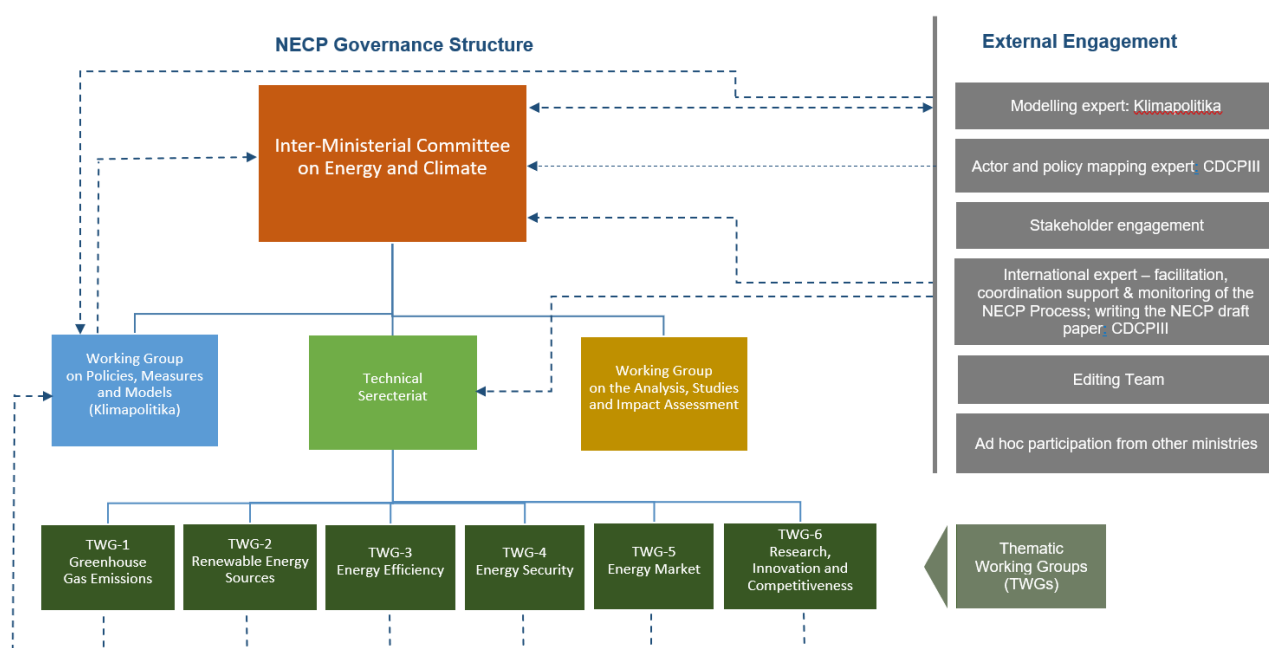 NECP Governance Structure
External Engagement
Inter-Ministerial Committee
on Energy and Climate
Modelling expert: Klimapolitika
Actor and policy mapping expert: CDCPIII
Stakeholder engagement
International expert – facilitation,
coordination support & monitoring of the
NECP Process; writing the NECP draft
paper: CDCPIII
Editing Team
Ad hoc participation from other ministries
Working Group
on Policies, Measures
and Models
(Klimapolitika)
Technical
Serecteriat
Working Group
on the Analysis, Studies
and Impact Assessment
TWG-1
Greenhouse
Gas Emissions
TWG-2
Renewable Energy
Sources
TWG-3
Energy Efficiency
TWG-4
Energy Security
TWG-5
Energy Market
TWG-6
Research,
Innovation and
Competitiveness
Thematic
Working Groups
(TWGs)